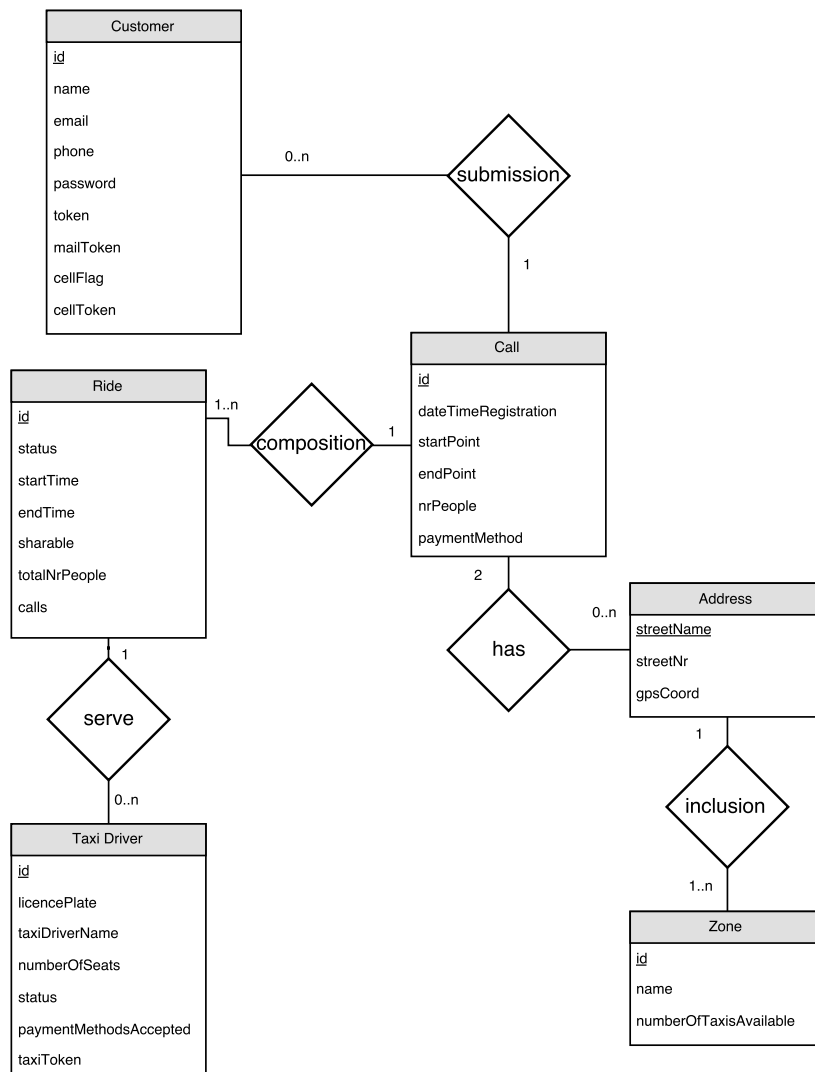 Customer
id
name
email
phone
password
token
mailToken
cellFlag
cellToken
0..n
submission
1
Call
id
dateTimeRegistration
startPoint
endPoint
nrPeople
paymentMethod
Ride
id
status
startTime
endTime
sharable
totalNrPeople
calls
1..n
composition
1
2
has
0..n
Address
streetName
streetNr
gpsCoord
1
serve
0..n
Taxi Driver
id
licencePlate
taxiDriverName
numberOfSeats
status
paymentMethodsAccepted
taxiToken
1
inclusion
1..n
Zone
id
name
numberOfTaxisAvailable